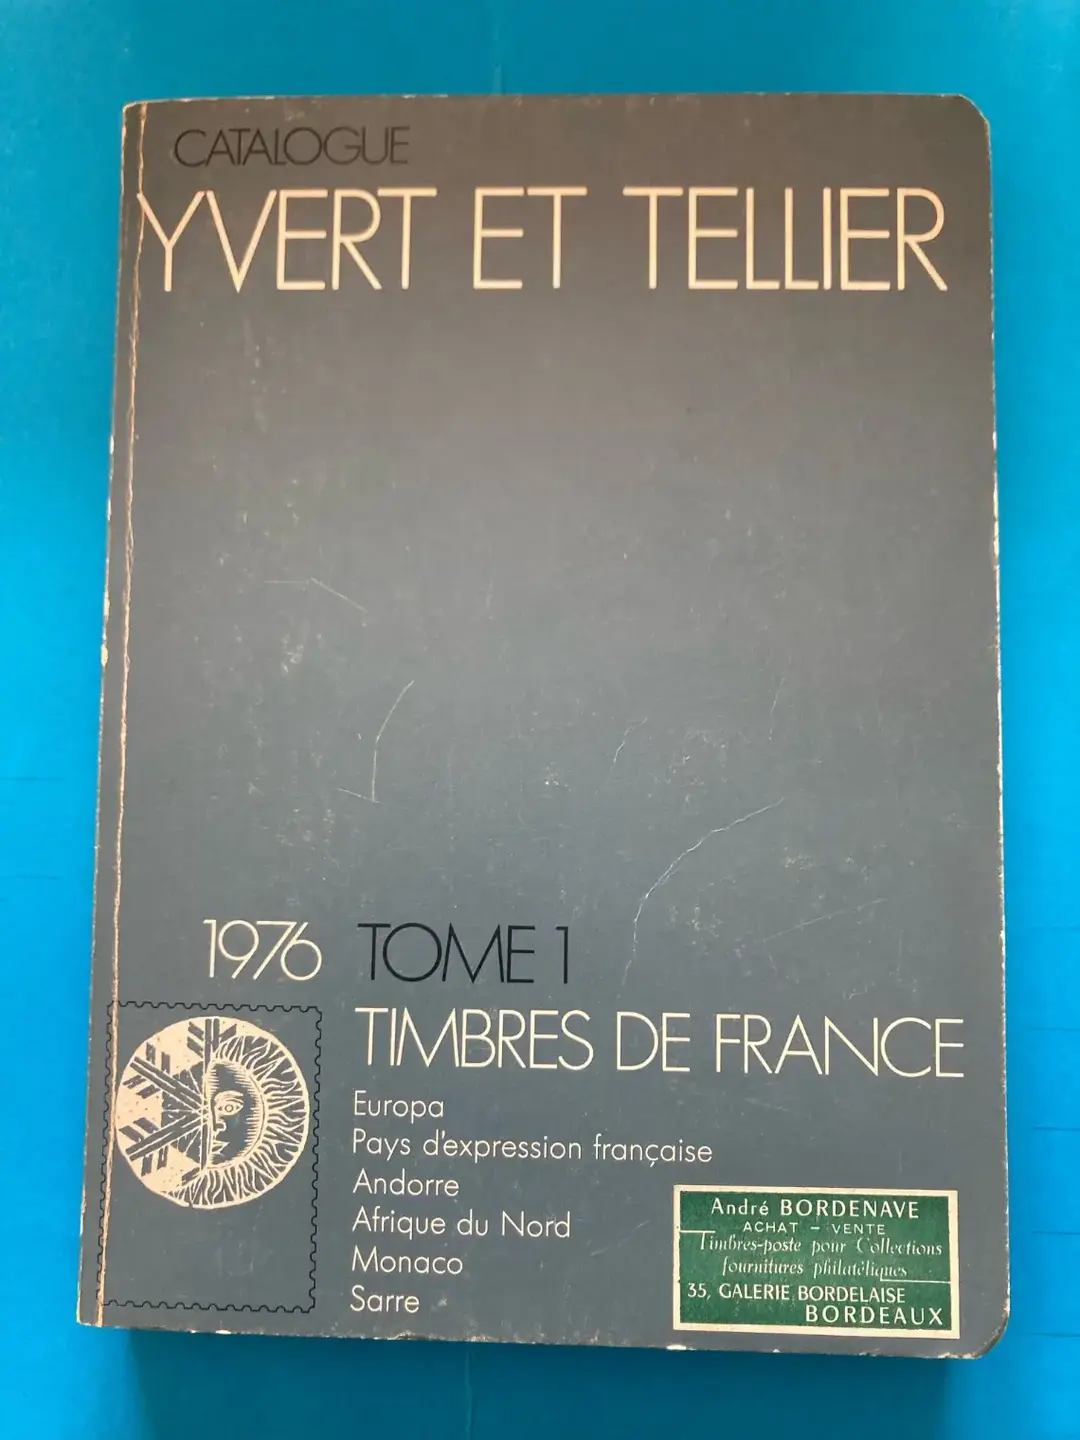 CATALOGUE
YVERT ET TELLIER
1976 TOME 1
TIMBRES DE FRANCE
Europa
Pays d'expression française
Andorre
Afrique du Nord
Monaco
Sarre
André BORDENAVE
ACHAT - VENTE
Timbres-poste pour Collections
fournitures philatéliques
35, GALERIE BORDELAISE
BORDEAUX